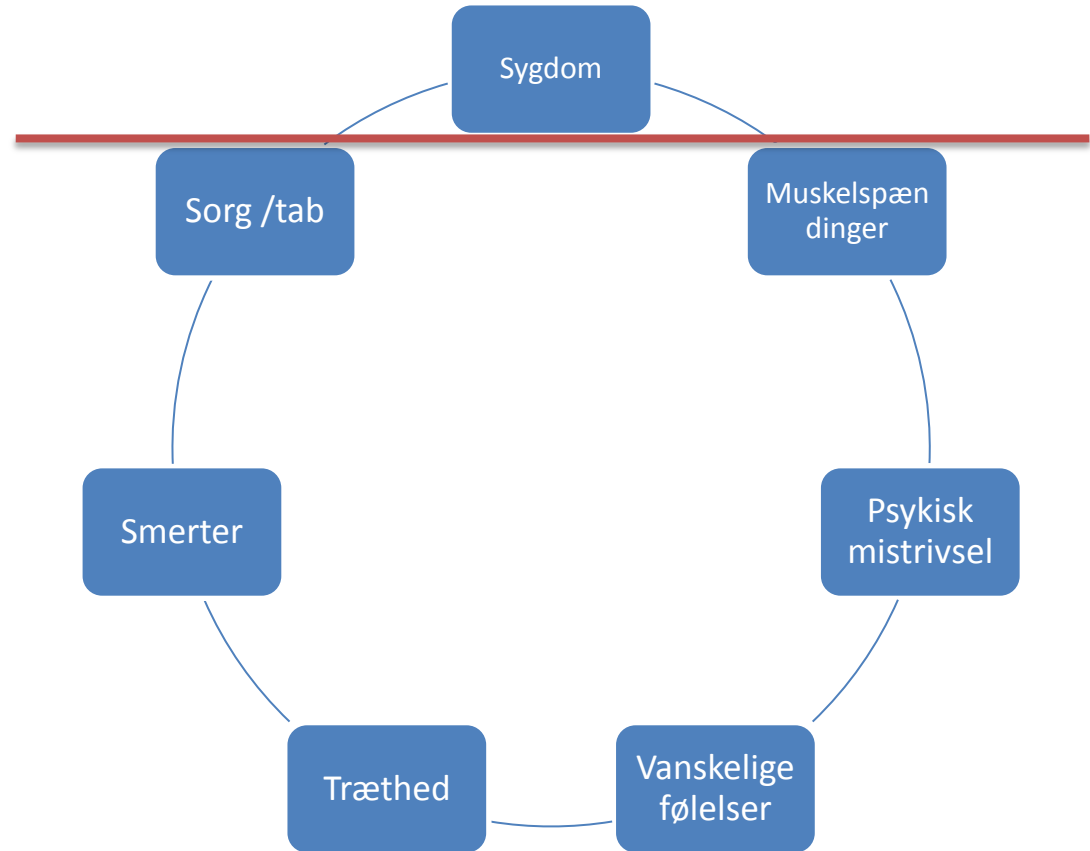 Sygdom
Sorg /tab
Muskelspæn
dinger
Smerter
Psykisk
mistrivsel
Træthed
Vanskelige
følelser